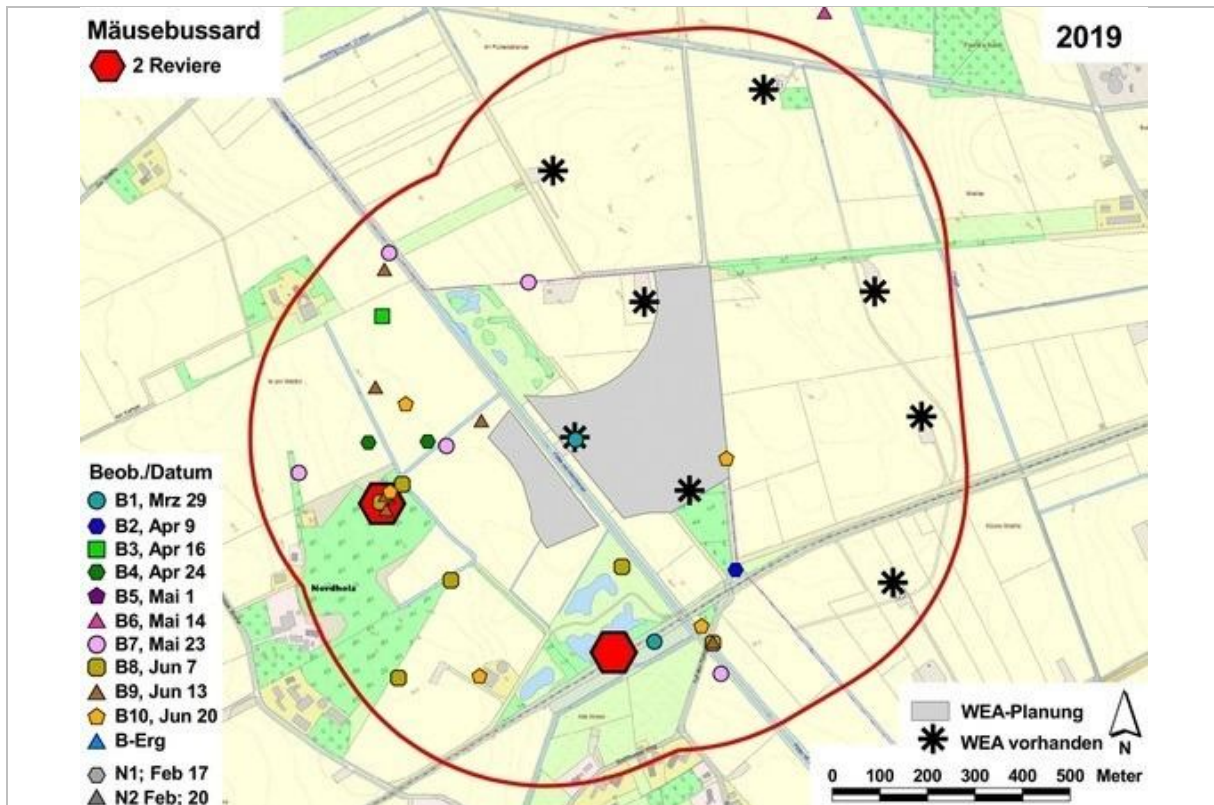 Mäusebussard
2 Reviere
2019
Nordholz
Beob./Datum
B1, Mrz 29
B2, Apr 9
B3, Apr 16
B4, Apr 24
B5, Mai 1
B6, Mai 14
B7, Mai 23
B8, Jun 7
B9, Jun 13
B10, Jun 20
B-Erg
N1; Feb 17
N2 Feb; 20
WEA-Planung
WEA vorhanden
N
0 100 200 300 400 500 Meter